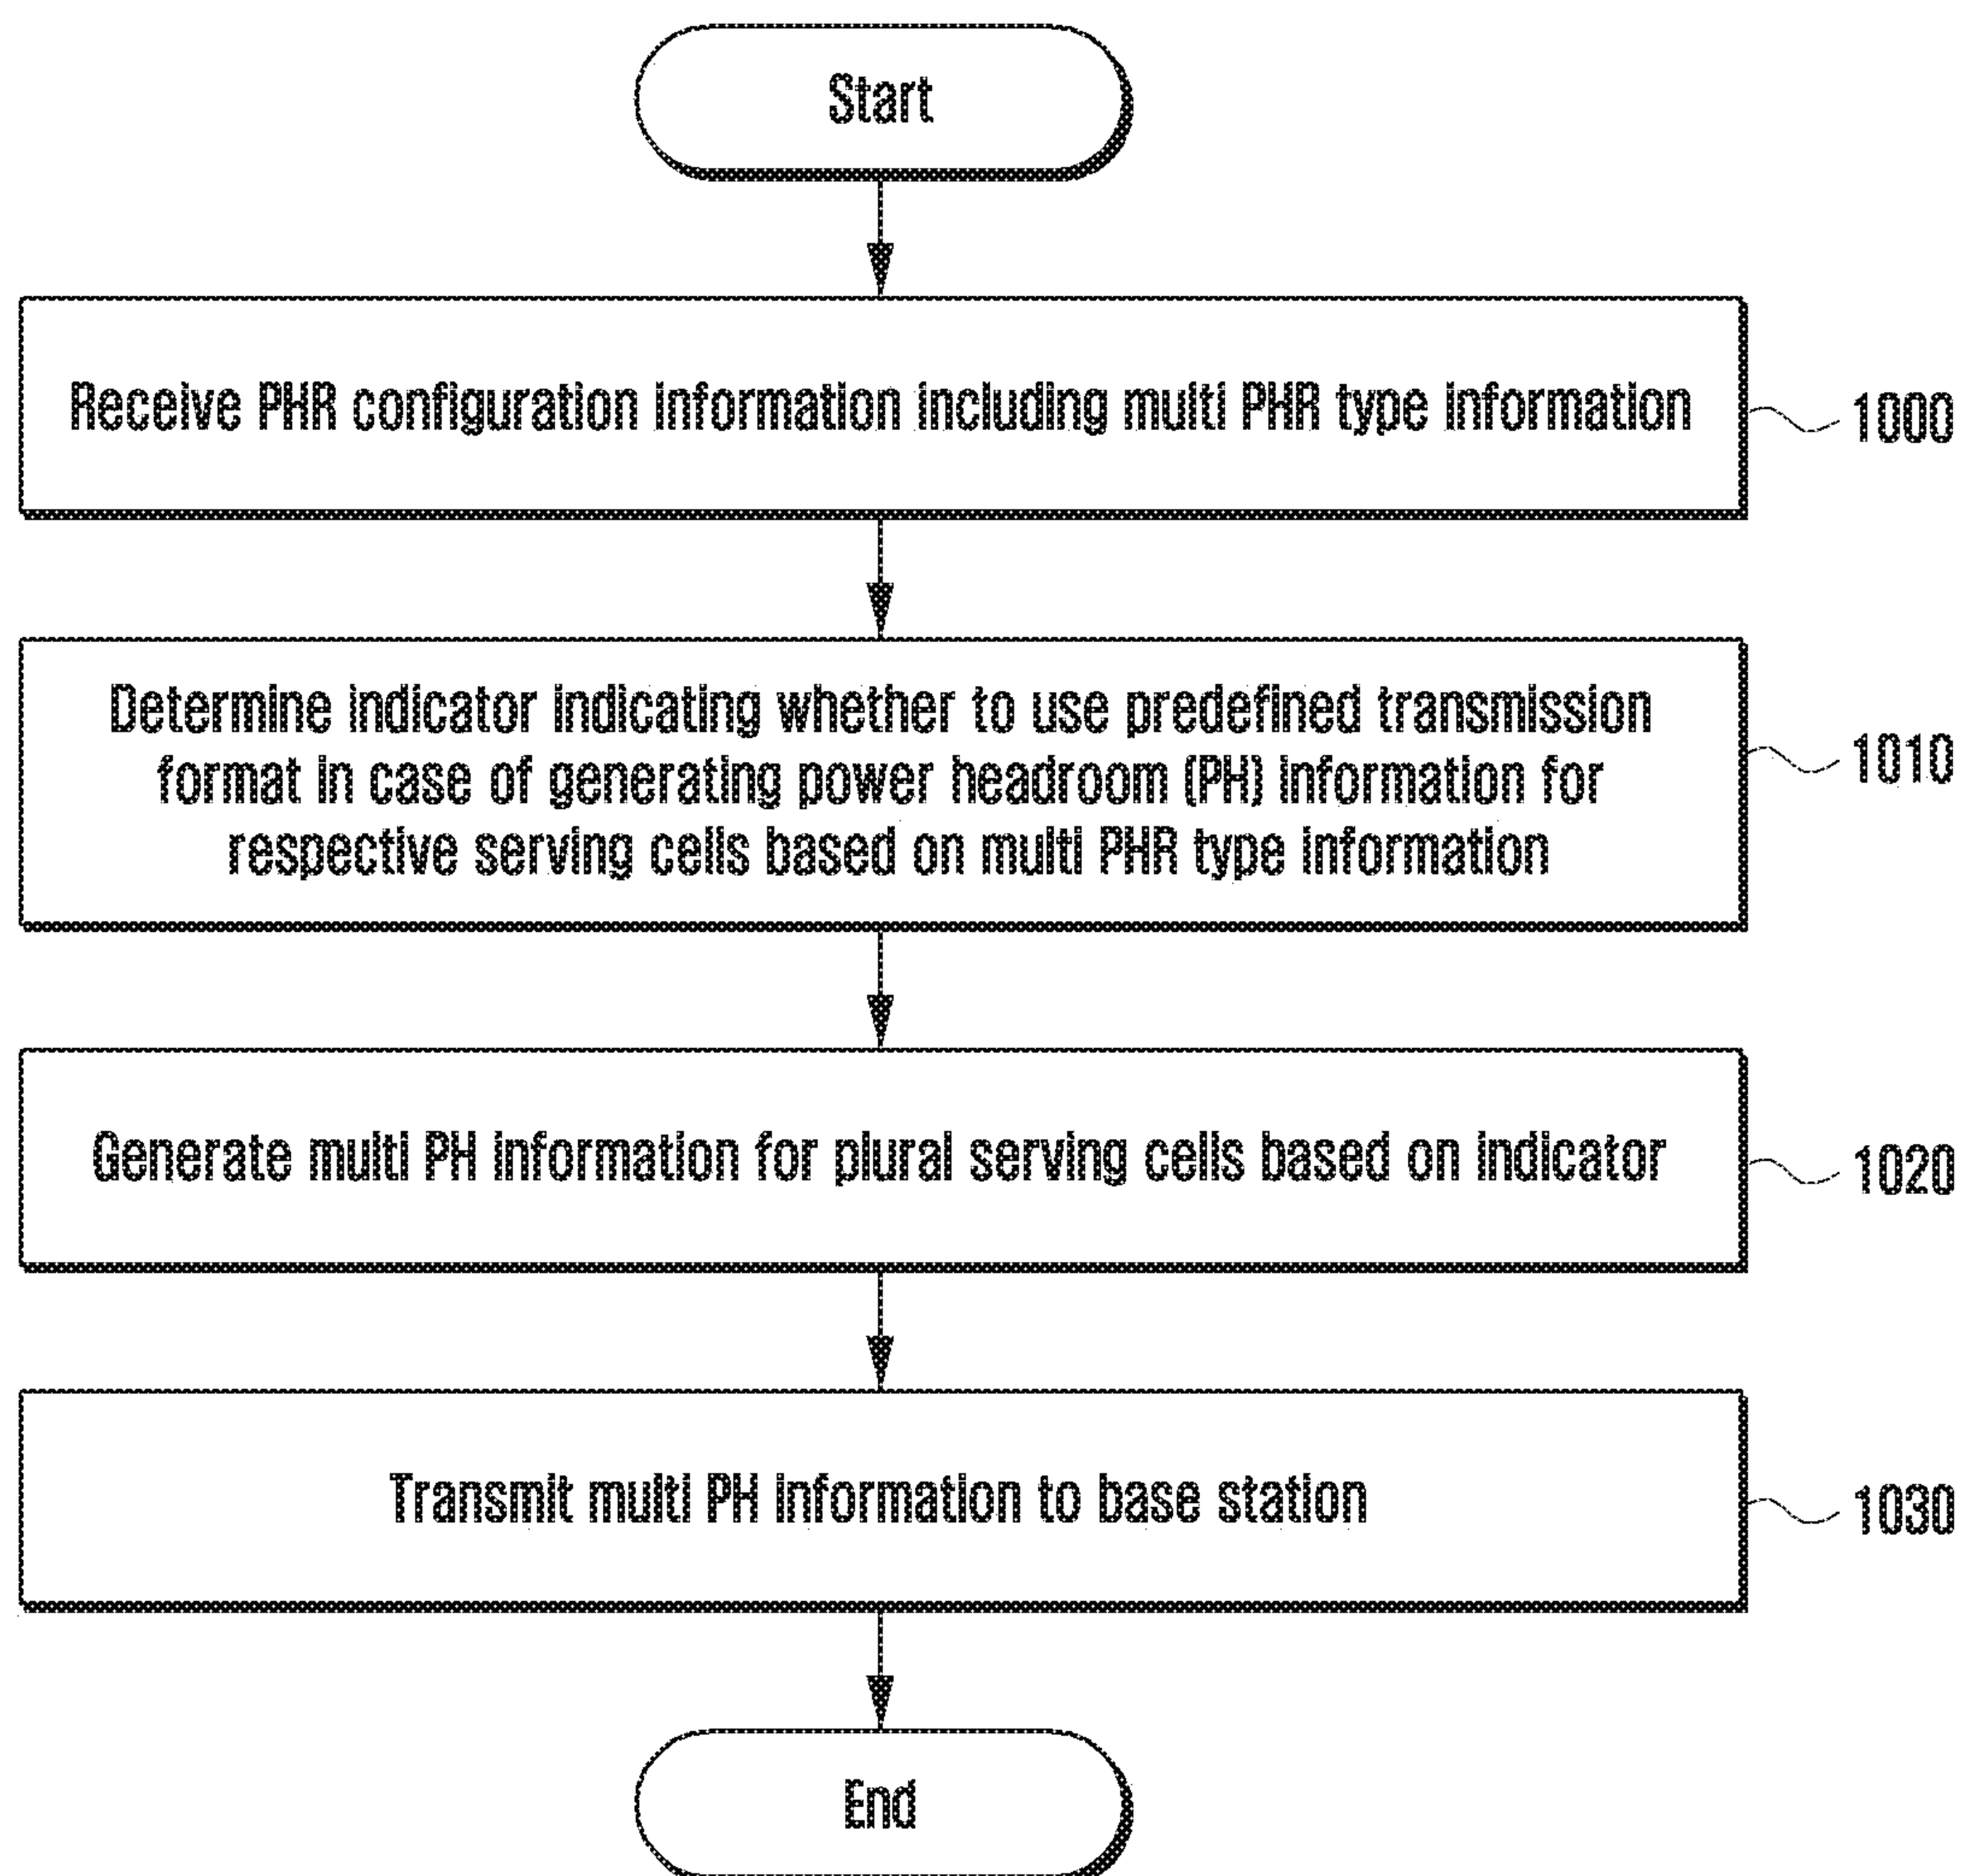 Start
Receive PHR configuration information including multi PHR type information
1000
Determine indicator indicating whether to use predefined transmission
format in case of generating power headroom (PH) information for
respective serving cells based on multi PHR type information
1010
Generate multi PH information for plural serving cells based on indicator
1020
Transmit multi PH information to base station
1030
End